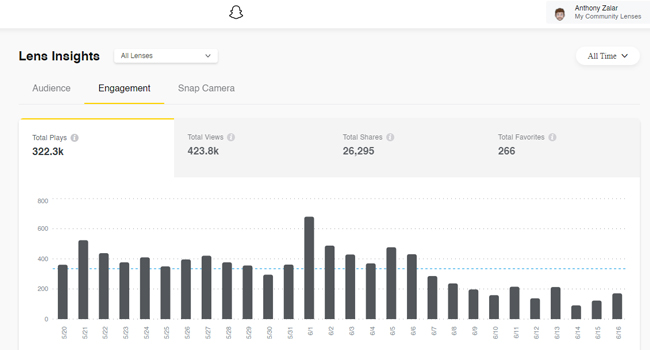 Anthony Zalar
My Community Lenses
Lens Insights
All Lenses
All Time
Audience
Engagement
Snap Camera
Total Plays
322.3k
Total Views
423.8k
Total Shares
26,295
Total Favorites
266
800
600
400
200
0
5/20
5/21
5/22
5/23
5/24
5/25
5/26
5/27
5/28
5/29
5/30
5/31
6/1
6/2
6/3
6/4
6/5
6/6
6/7
6/8
6/9
6/10
6/11
6/12
6/13
6/14
6/15
6/16